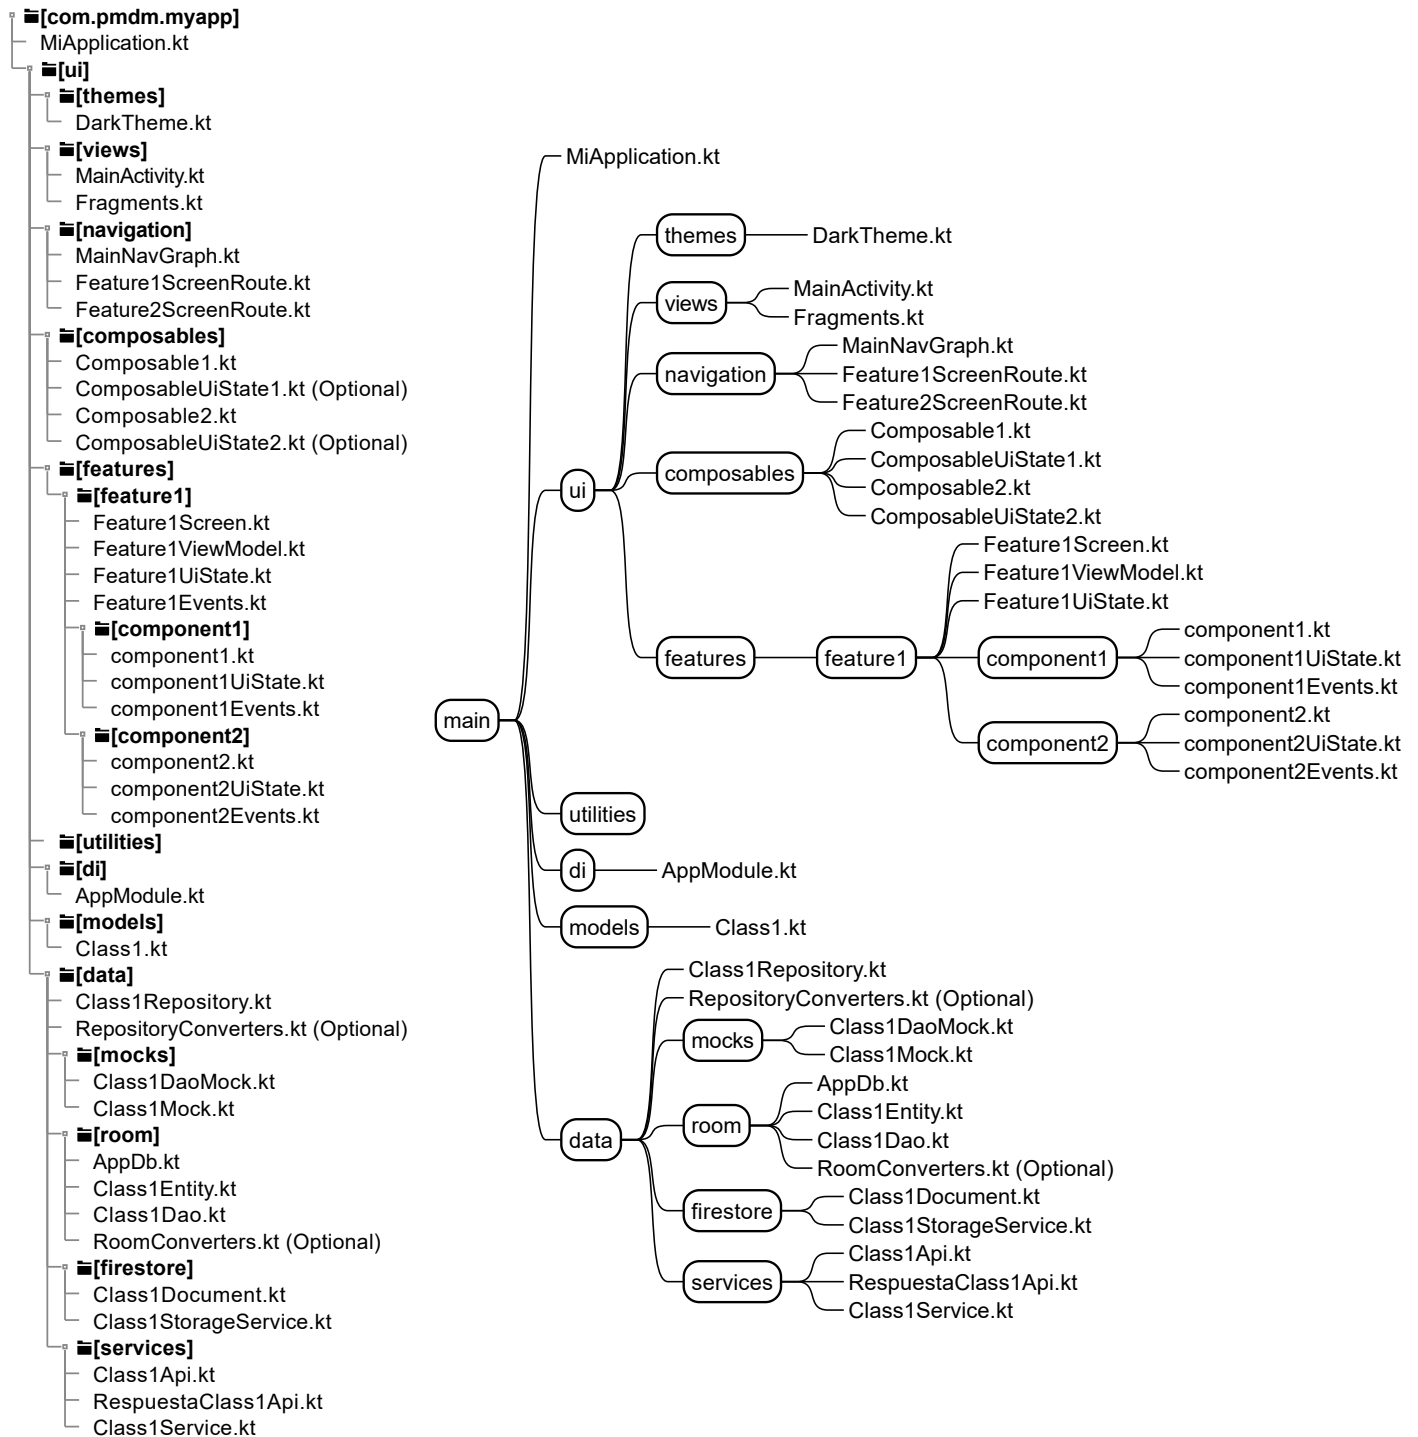 [com.pmdm.myapp]
MiApplication.kt
[ui]
[themes]
DarkTheme.kt
[views]
MainActivity.kt
Fragments.kt
[navigation]
MainNavGraph.kt
Feature1ScreenRoute.kt
Feature2ScreenRoute.kt
[composables]
Composable1.kt
ComposableUiState1.kt (Optional)
Composable2.kt
ComposableUiState2.kt (Optional)
[features]
[feature1]
Feature1Screen.kt
Feature1ViewModel.kt
Feature1UiState.kt
Feature1Events.kt
[component1]
component1.kt
component1UiState.kt
component1Events.kt
[component2]
component2.kt
component2UiState.kt
component2Events.kt
[utilities]
[di]
AppModule.kt
[models]
Class1.kt
[data]
Class1Repository.kt
RepositoryConverters.kt (Optional)
[mocks]
Class1DaoMock.kt
Class1Mock.kt
[room]
AppDb.kt
Class1Entity.kt
Class1Dao.kt
RoomConverters.kt (Optional)
[firestore]
Class1Document.kt
Class1StorageService.kt
[services]
Class1Api.kt
RespuestaClass1Api.kt
Class1Service.kt
main
MiApplication.kt
ui
themes
DarkTheme.kt
views
MainActivity.kt
Fragments.kt
navigation
MainNavGraph.kt
Feature1ScreenRoute.kt
Feature2ScreenRoute.kt
composables
Composable1.kt
ComposableUiState1.kt
Composable2.kt
ComposableUiState2.kt
features
feature1
Feature1Screen.kt
Feature1ViewModel.kt
Feature1UiState.kt
component1
component1.kt
component1UiState.kt
component1Events.kt
component2
component2.kt
component2UiState.kt
component2Events.kt
utilities
di
AppModule.kt
models
Class1.kt
data
Class1Repository.kt
RepositoryConverters.kt (Optional)
mocks
Class1DaoMock.kt
Class1Mock.kt
room
AppDb.kt
Class1Entity.kt
Class1Dao.kt
RoomConverters.kt (Optional)
firestore
Class1Document.kt
Class1StorageService.kt
services
Class1Api.kt
RespuestaClass1Api.kt
Class1Service.kt